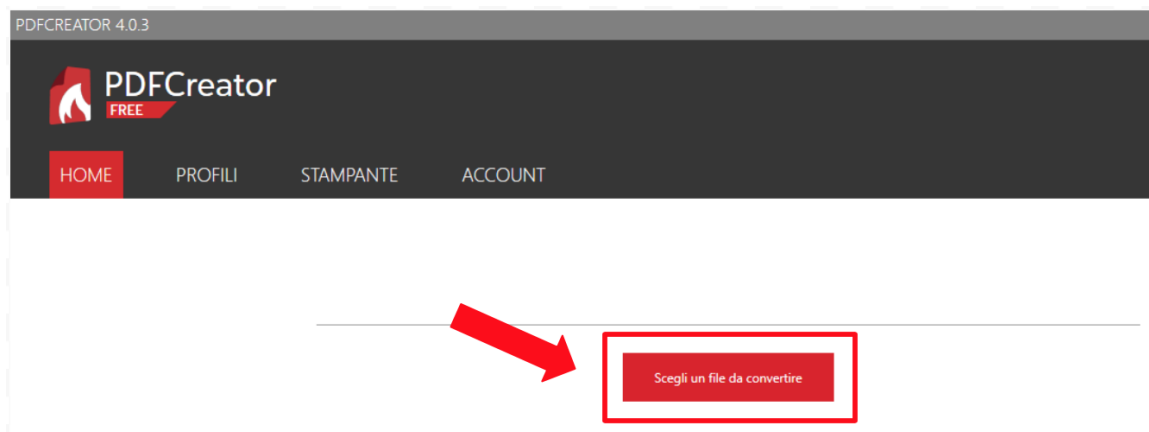 PDFCREATOR 4.0.3
PDFCreator
FREE
HOME PROFILI STAMPANTE ACCOUNT
Scegli un file da convertire